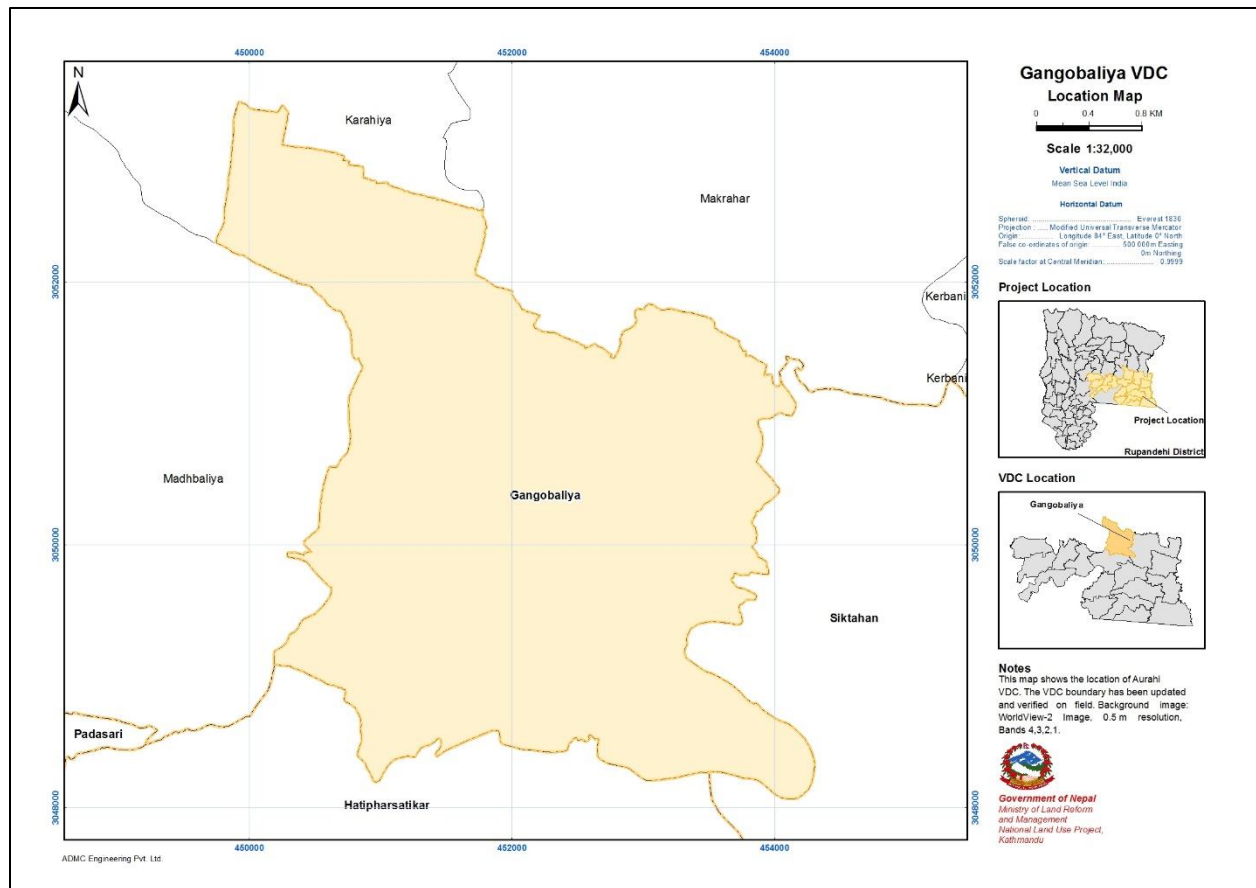 450000
452000
454000
N
Karahiya
Makrahar
3052000
3052000
Kerbani
Kerbani
Madhbaliya
Gangobaliya
3050000
3050000
Siktahan
Padasari
Hatipharsatikar
3048000
3048000
450000
452000
454000
ADMC Engineering Pvt. Ltd.
Gangobaliya VDC
Location Map
0 0.4 0.8 KM
Scale 1:32,000
Vertical Datum
Mean Sea Level India
Horizontal Datum
Spheroid: ........................................ Everest 1830
Projection : ..... Modified Universal Transverse Mercator
Origin: ............. Longitude 84° East, Latitude 0° North
False co-ordinates of origin: ............ 500 000m Easting
0m Northing
Scale factor at Central Meridian: ................... 0.9999
Project Location
Project Location
Rupandehi District
VDC Location
Gangobaliya
Notes
This map shows the location of Aurahi
VDC. The VDC boundary has been updated
and verified on field. Background image:
WorldView-2 Image, 0.5 m resolution,
Bands 4,3,2,1.
Government of Nepal
Ministry of Land Reform
and Management
National Land Use Project,
Kathmandu